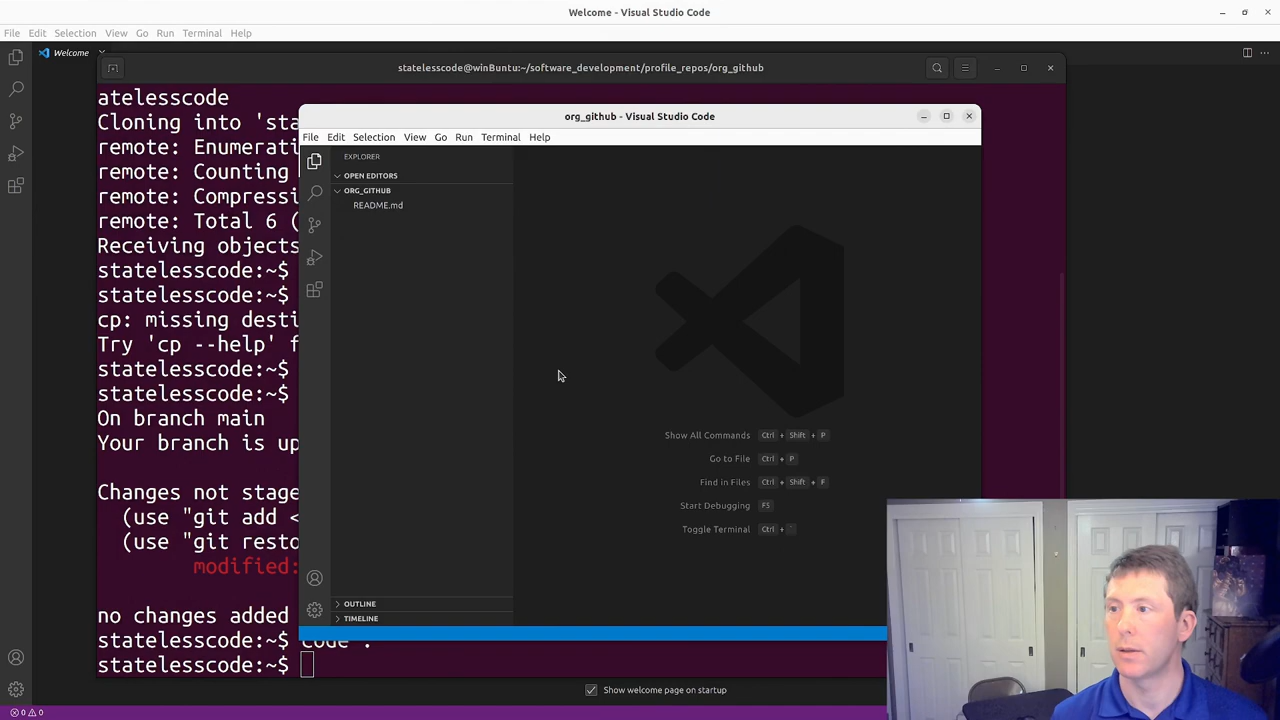 Welcome - Visual Studio Code
File Edit Selection View Go Run Terminal Help
Welcome
statelesscode@winBuntu:~/software_development/profile_repos/org_github
atelesscode
Cloning into 'sta
remote: Enumerati
remote: Counting
remote: Compressi
remote: Total 6 (
Receiving objects
statelesscode:~$
statelesscode:~$
cp: missing desti
Try 'cp --help' f
statelesscode:~$
statelesscode:~$
On branch main
Your branch is up
Changes not stage
(use "git add <
(use "git resto
modified:
no changes added
statelesscode:~$ code .
statelesscode:~$
org_github - Visual Studio Code
File Edit Selection View Go Run Terminal Help
EXPLORER
OPEN EDITORS
ORG_GITHUB
README.md
Show All Commands Ctrl + Shift + P
Go to File Ctrl + P
Find in Files Ctrl + Shift + F
Start Debugging F5
Toggle Terminal Ctrl + `
OUTLINE
TIMELINE
Show welcome page on startup
0 0